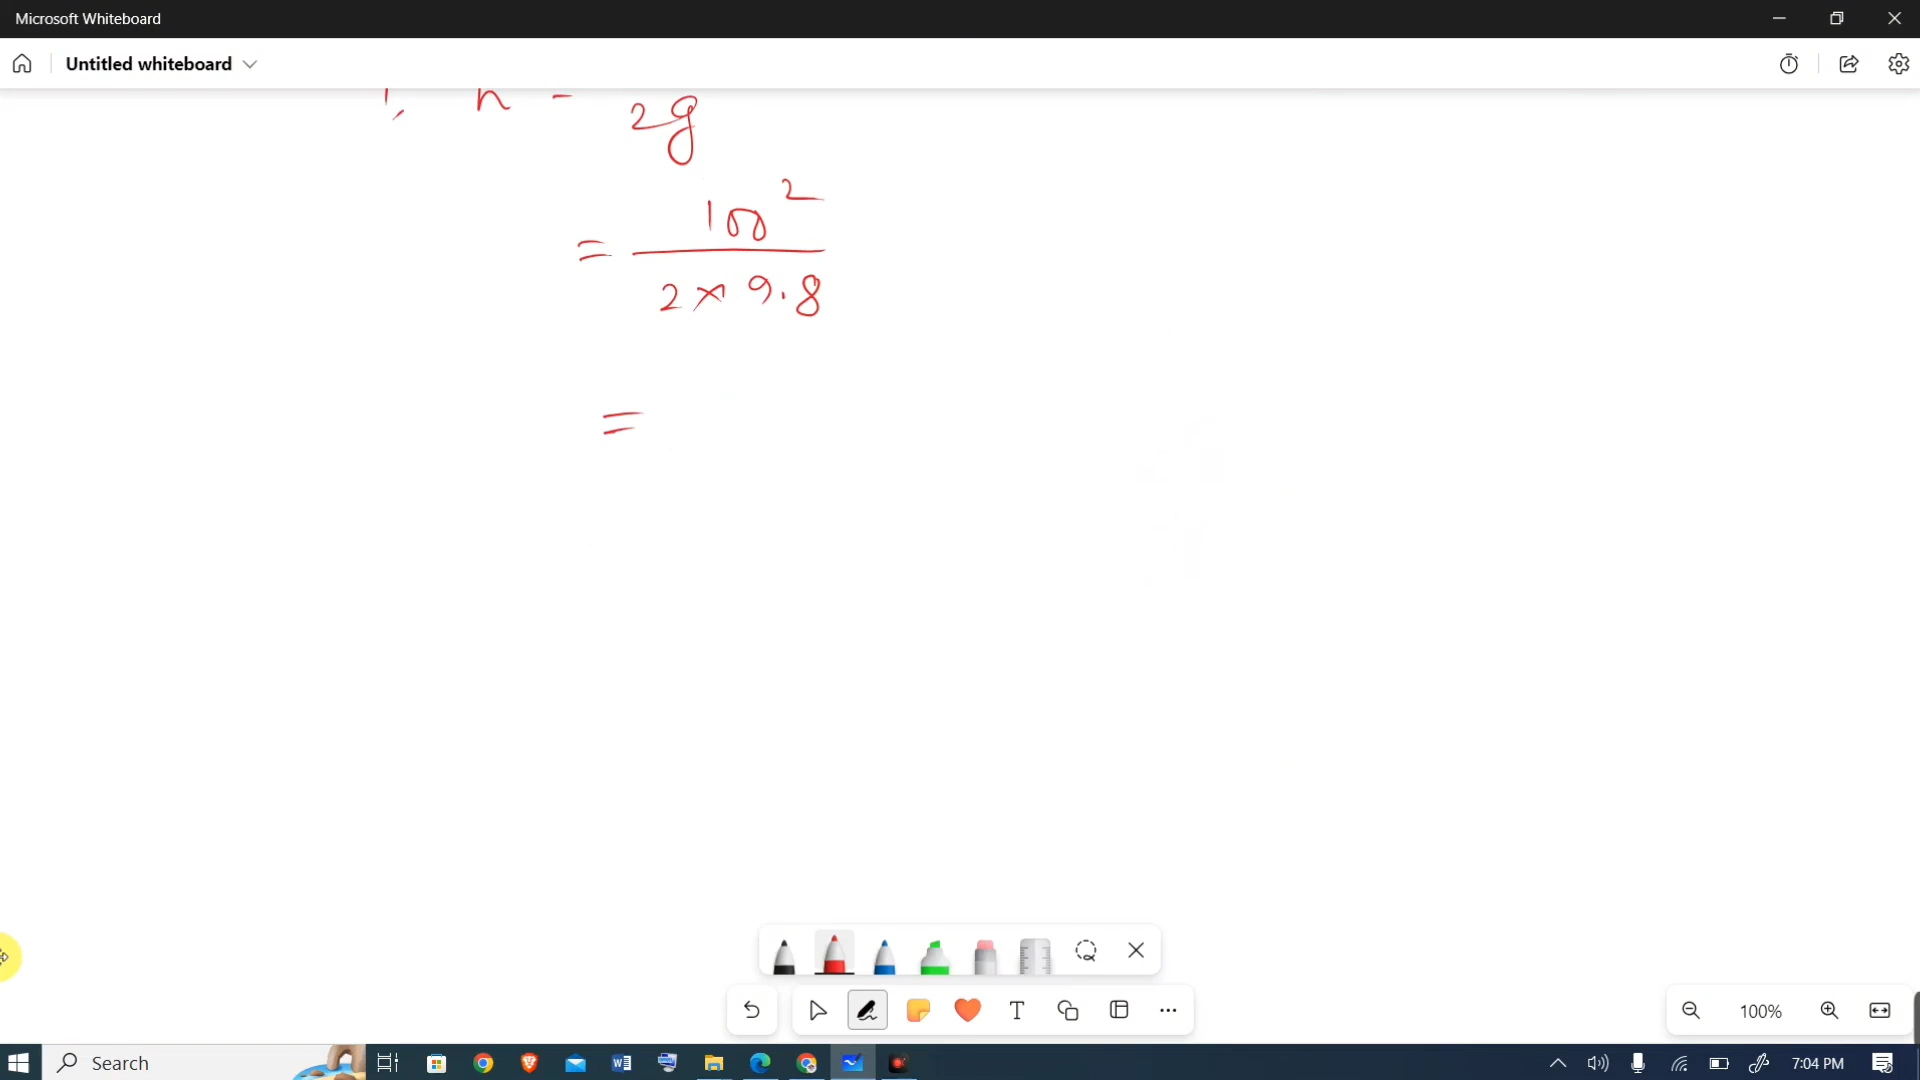 Microsoft Whiteboard
Untitled whiteboard
h =
2g
= 100² / 2 × 9.8
=
100%
Search
7:04 PM